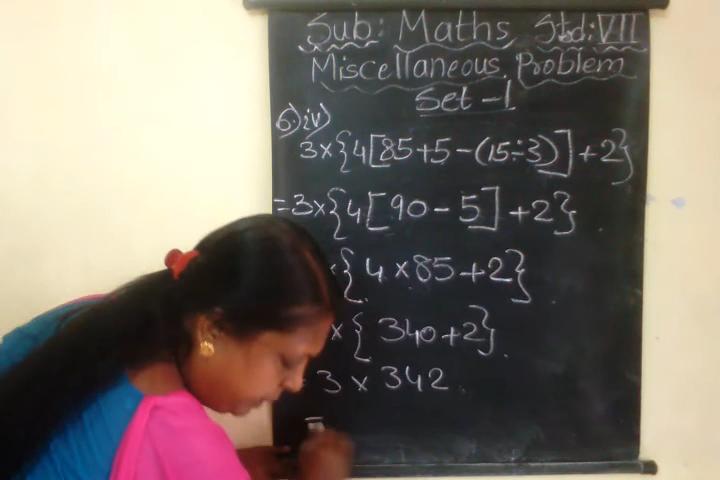 Sub: Maths Std: VII
Miscellaneous Problem
Set - 1
6) iv)
3×{4[85+5-(15÷3)]+2}
=3×{4[90-5]+2}
×{4×85+2}
×{340+2}
= 3×342
=